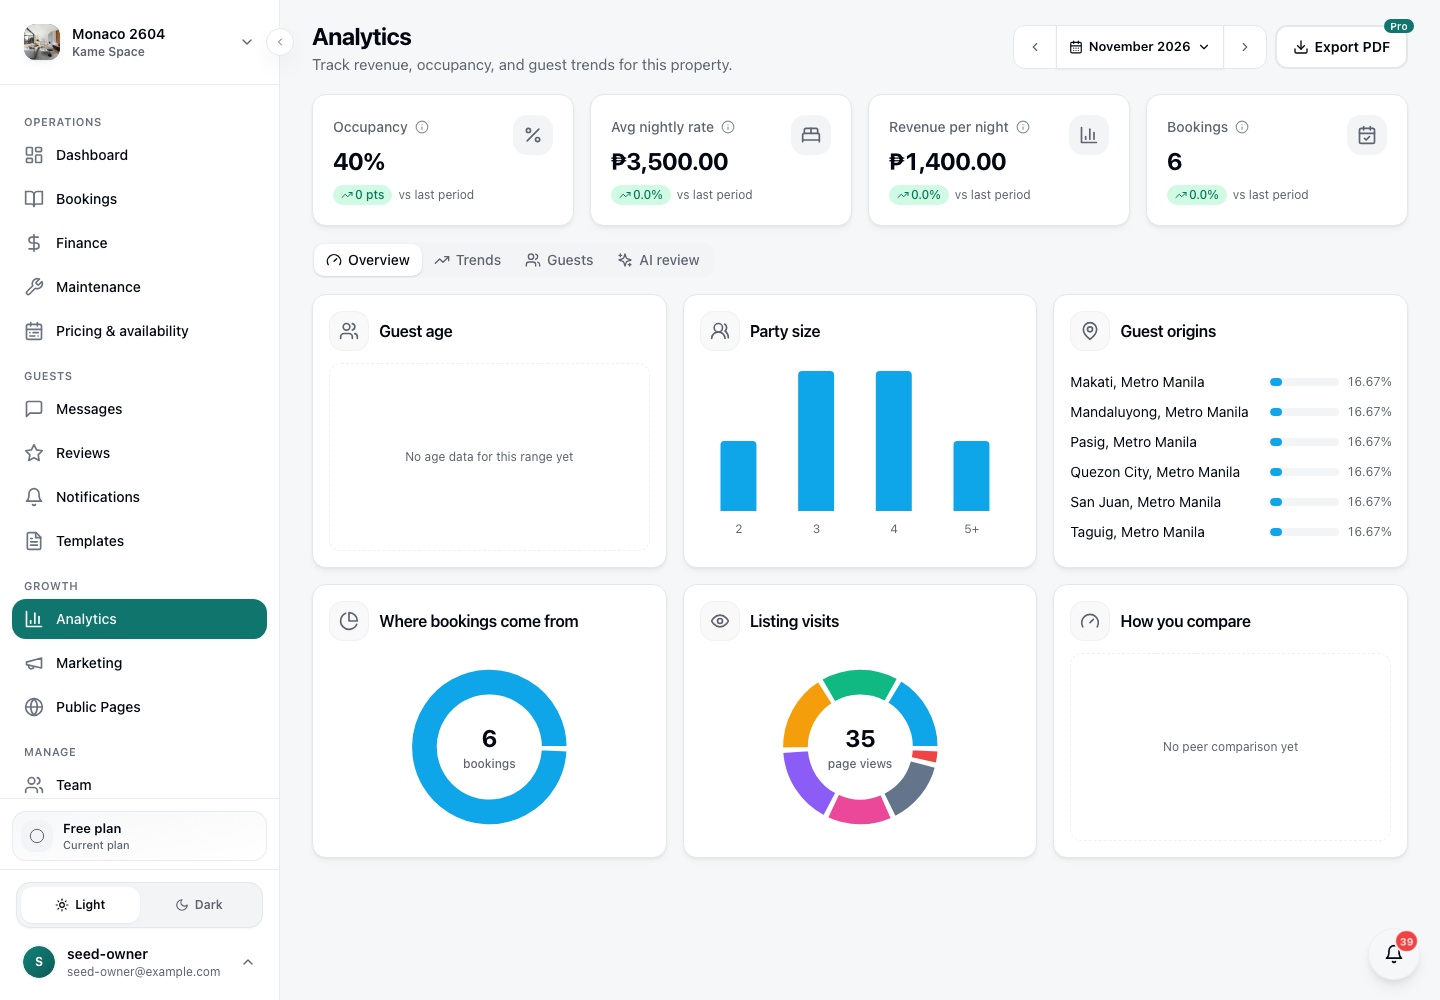 Monaco 2604
Kame Space
OPERATIONS
Dashboard
Bookings
Finance
Maintenance
Pricing & availability
GUESTS
Messages
Reviews
Notifications
Templates
GROWTH
Analytics
Marketing
Public Pages
MANAGE
Team
Free plan
Current plan
Light
Dark
S
seed-owner
seed-owner@example.com
Analytics
Track revenue, occupancy, and guest trends for this property.
November 2026
Export PDF
Pro
Occupancy
40%
0 pts vs last period
Avg nightly rate
₱3,500.00
0.0% vs last period
Revenue per night
₱1,400.00
0.0% vs last period
Bookings
6
0.0% vs last period
Overview
Trends
Guests
AI review
Guest age
No age data for this range yet
Party size
2 3 4 5+
Guest origins
Makati, Metro Manila 16.67%
Mandaluyong, Metro Manila 16.67%
Pasig, Metro Manila 16.67%
Quezon City, Metro Manila 16.67%
San Juan, Metro Manila 16.67%
Taguig, Metro Manila 16.67%
Where bookings come from
6
bookings
Listing visits
35
page views
How you compare
No peer comparison yet
39